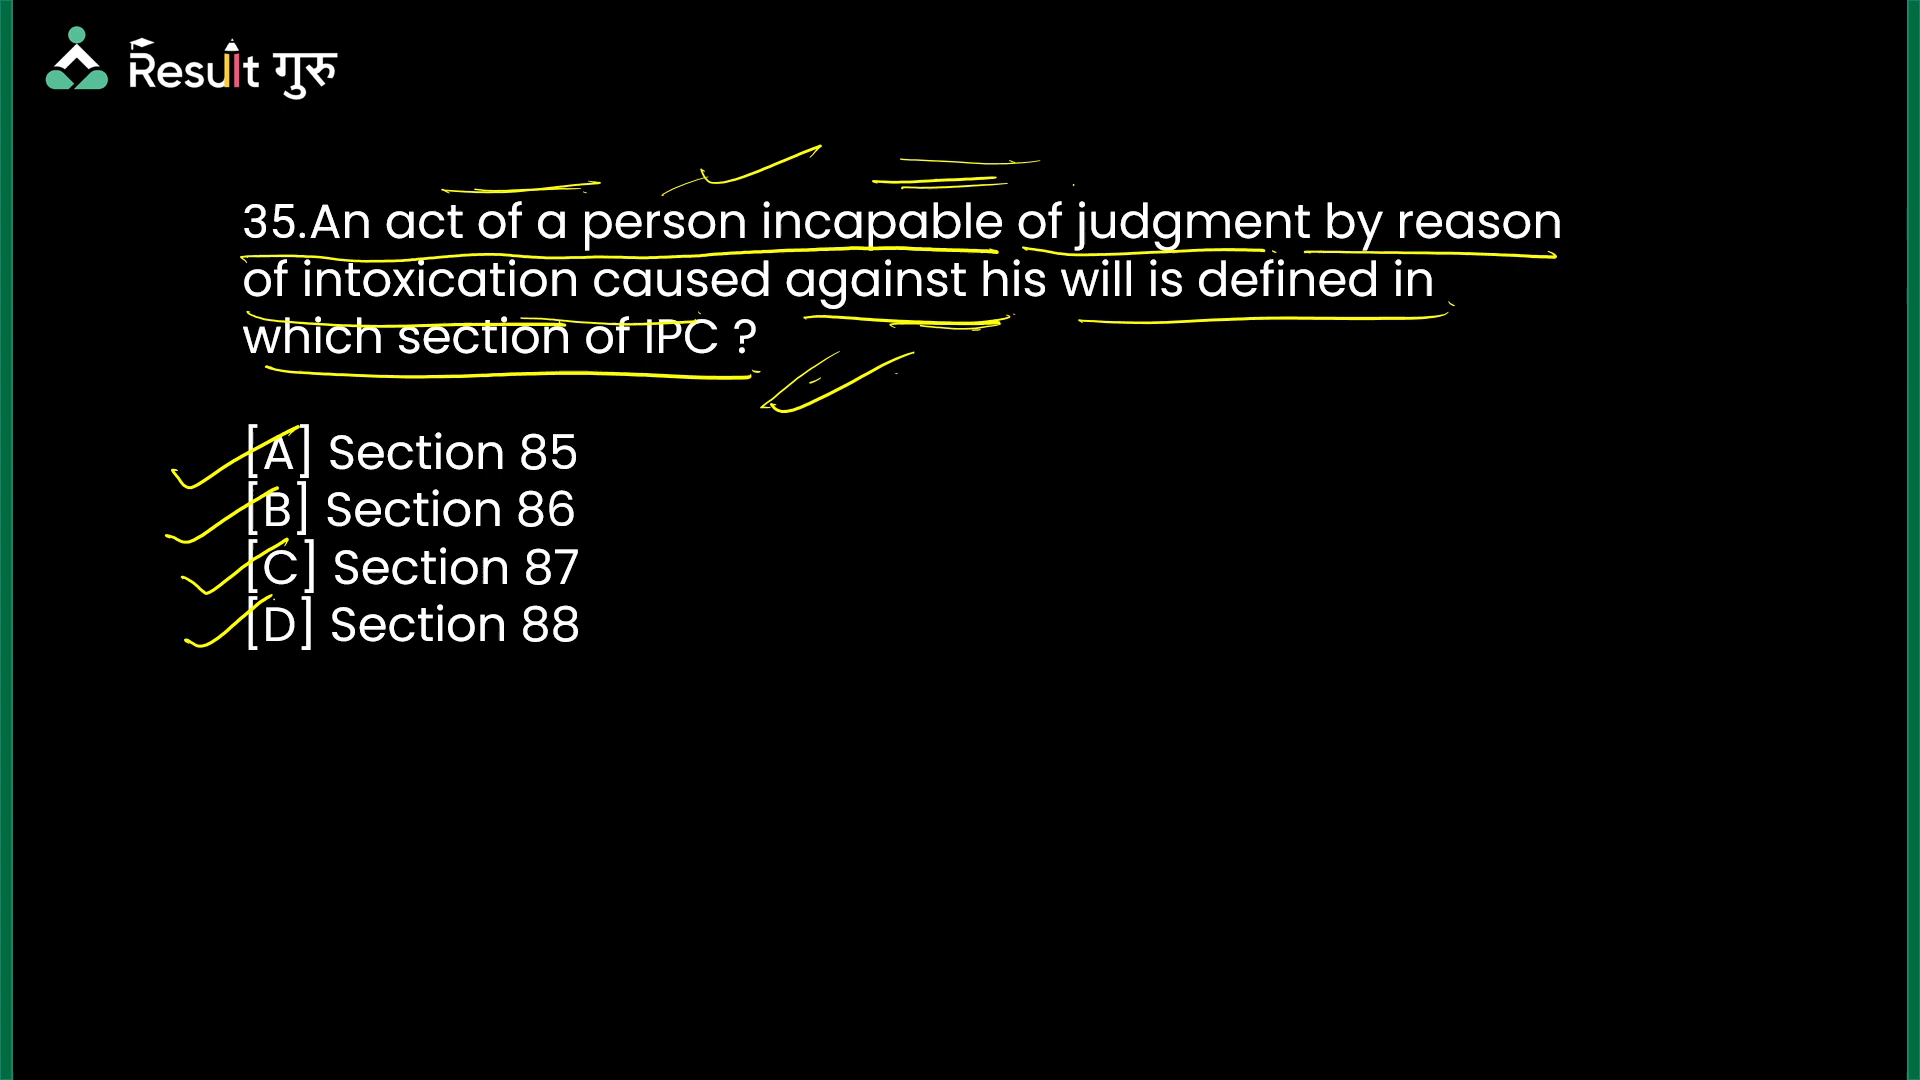 Result गुरु
35.An act of a person incapable of judgment by reason
of intoxication caused against his will is defined in
which section of IPC ?
[A] Section 85
[B] Section 86
[C] Section 87
[D] Section 88